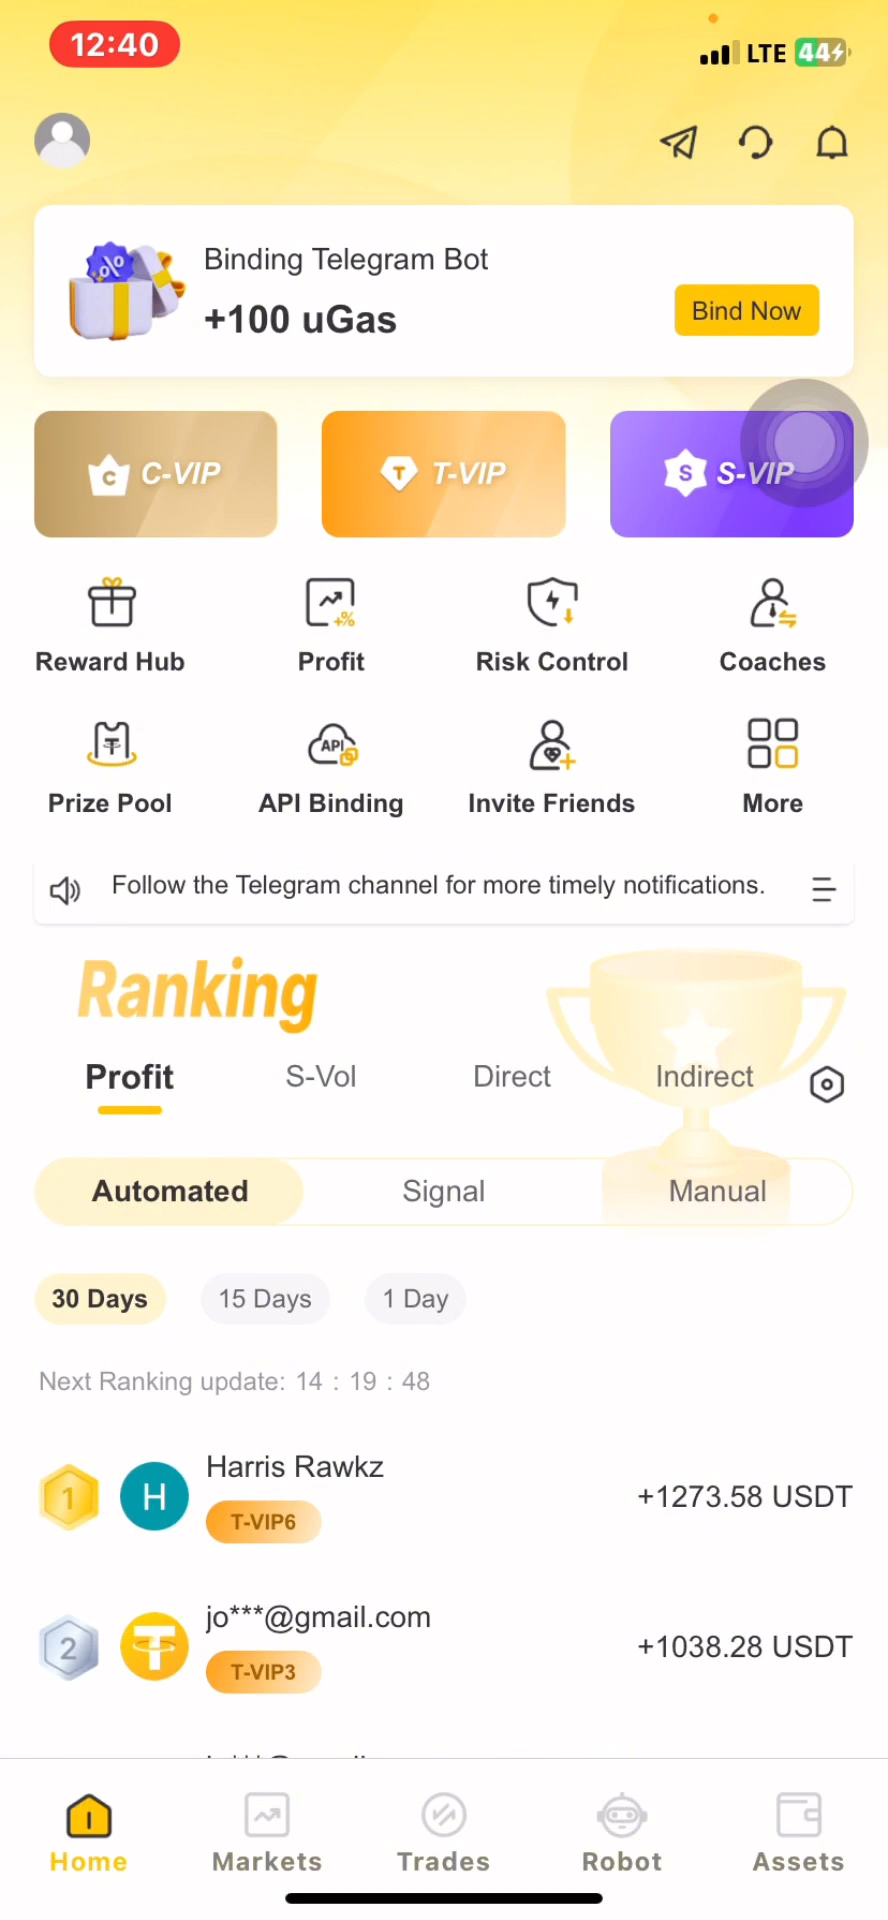 12:40
LTE 44
%
Binding Telegram Bot
+100 uGas
Bind Now
C C-VIP
T T-VIP
S S-VIP
+%
Reward Hub
Profit
Risk Control
Coaches
API
Prize Pool
API Binding
Invite Friends
More
Follow the Telegram channel for more timely notifications.
Ranking
Profit
S-Vol
Direct
Indirect
Automated
Signal
Manual
30 Days
15 Days
1 Day
Next Ranking update: 14 : 19 : 48
1
H
Harris Rawkz
T-VIP6
+1273.58 USDT
2
jo***@gmail.com
T-VIP3
+1038.28 USDT
Home
Markets
Trades
Robot
Assets